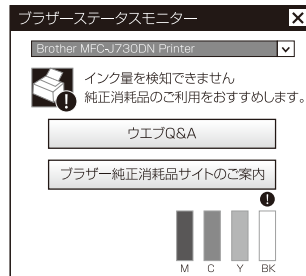 ブラザーステータスモニター
Brother MFC-J730DN Printer
インク量を検知できません
純正消耗品のご利用をおすすめします。
ウエブQ&A
ブラザー純正消耗品サイトのご案内
M C Y BK